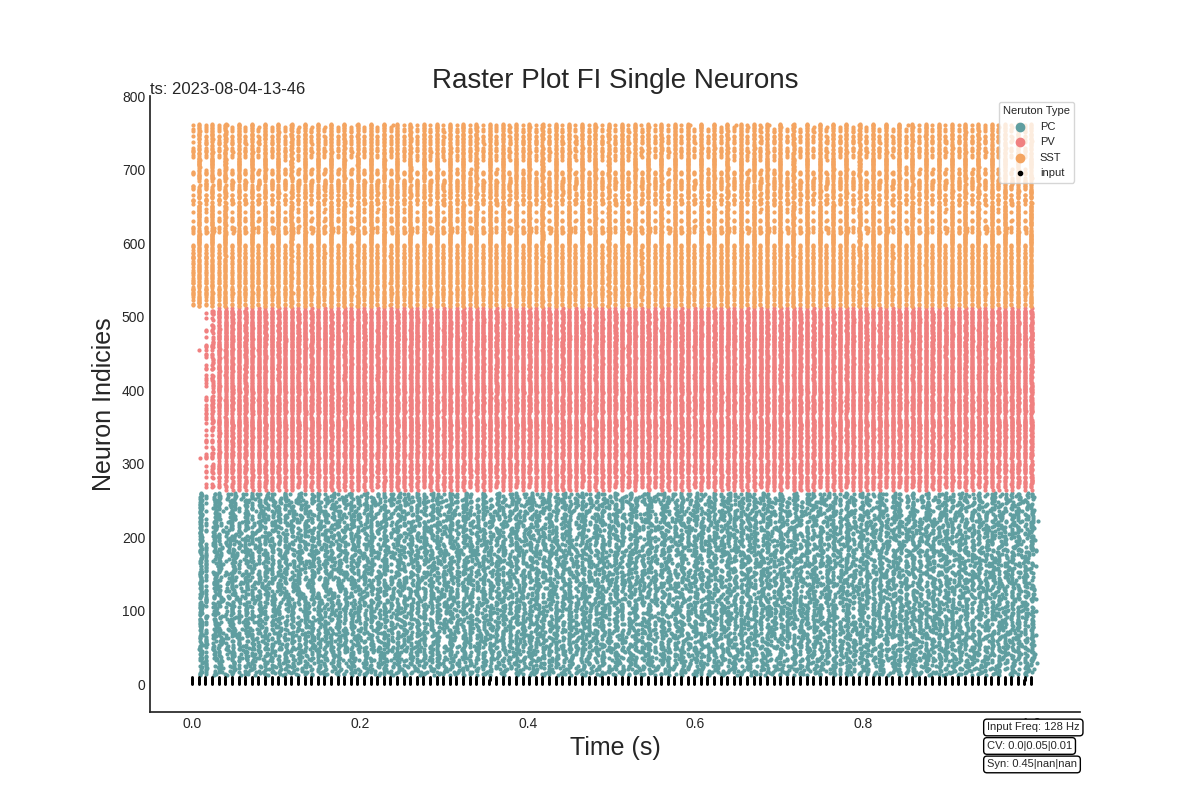 Raster Plot FI Single Neurons
ts: 2023-08-04-13-46
800
700
600
500
400
300
200
100
0
Neuron Indicies
Neruton Type
PC
PV
SST
input
0.0 0.2 0.4 0.6 0.8
Time (s)
Input Freq: 128 Hz
CV: 0.0|0.05|0.01
Syn: 0.45|nan|nan